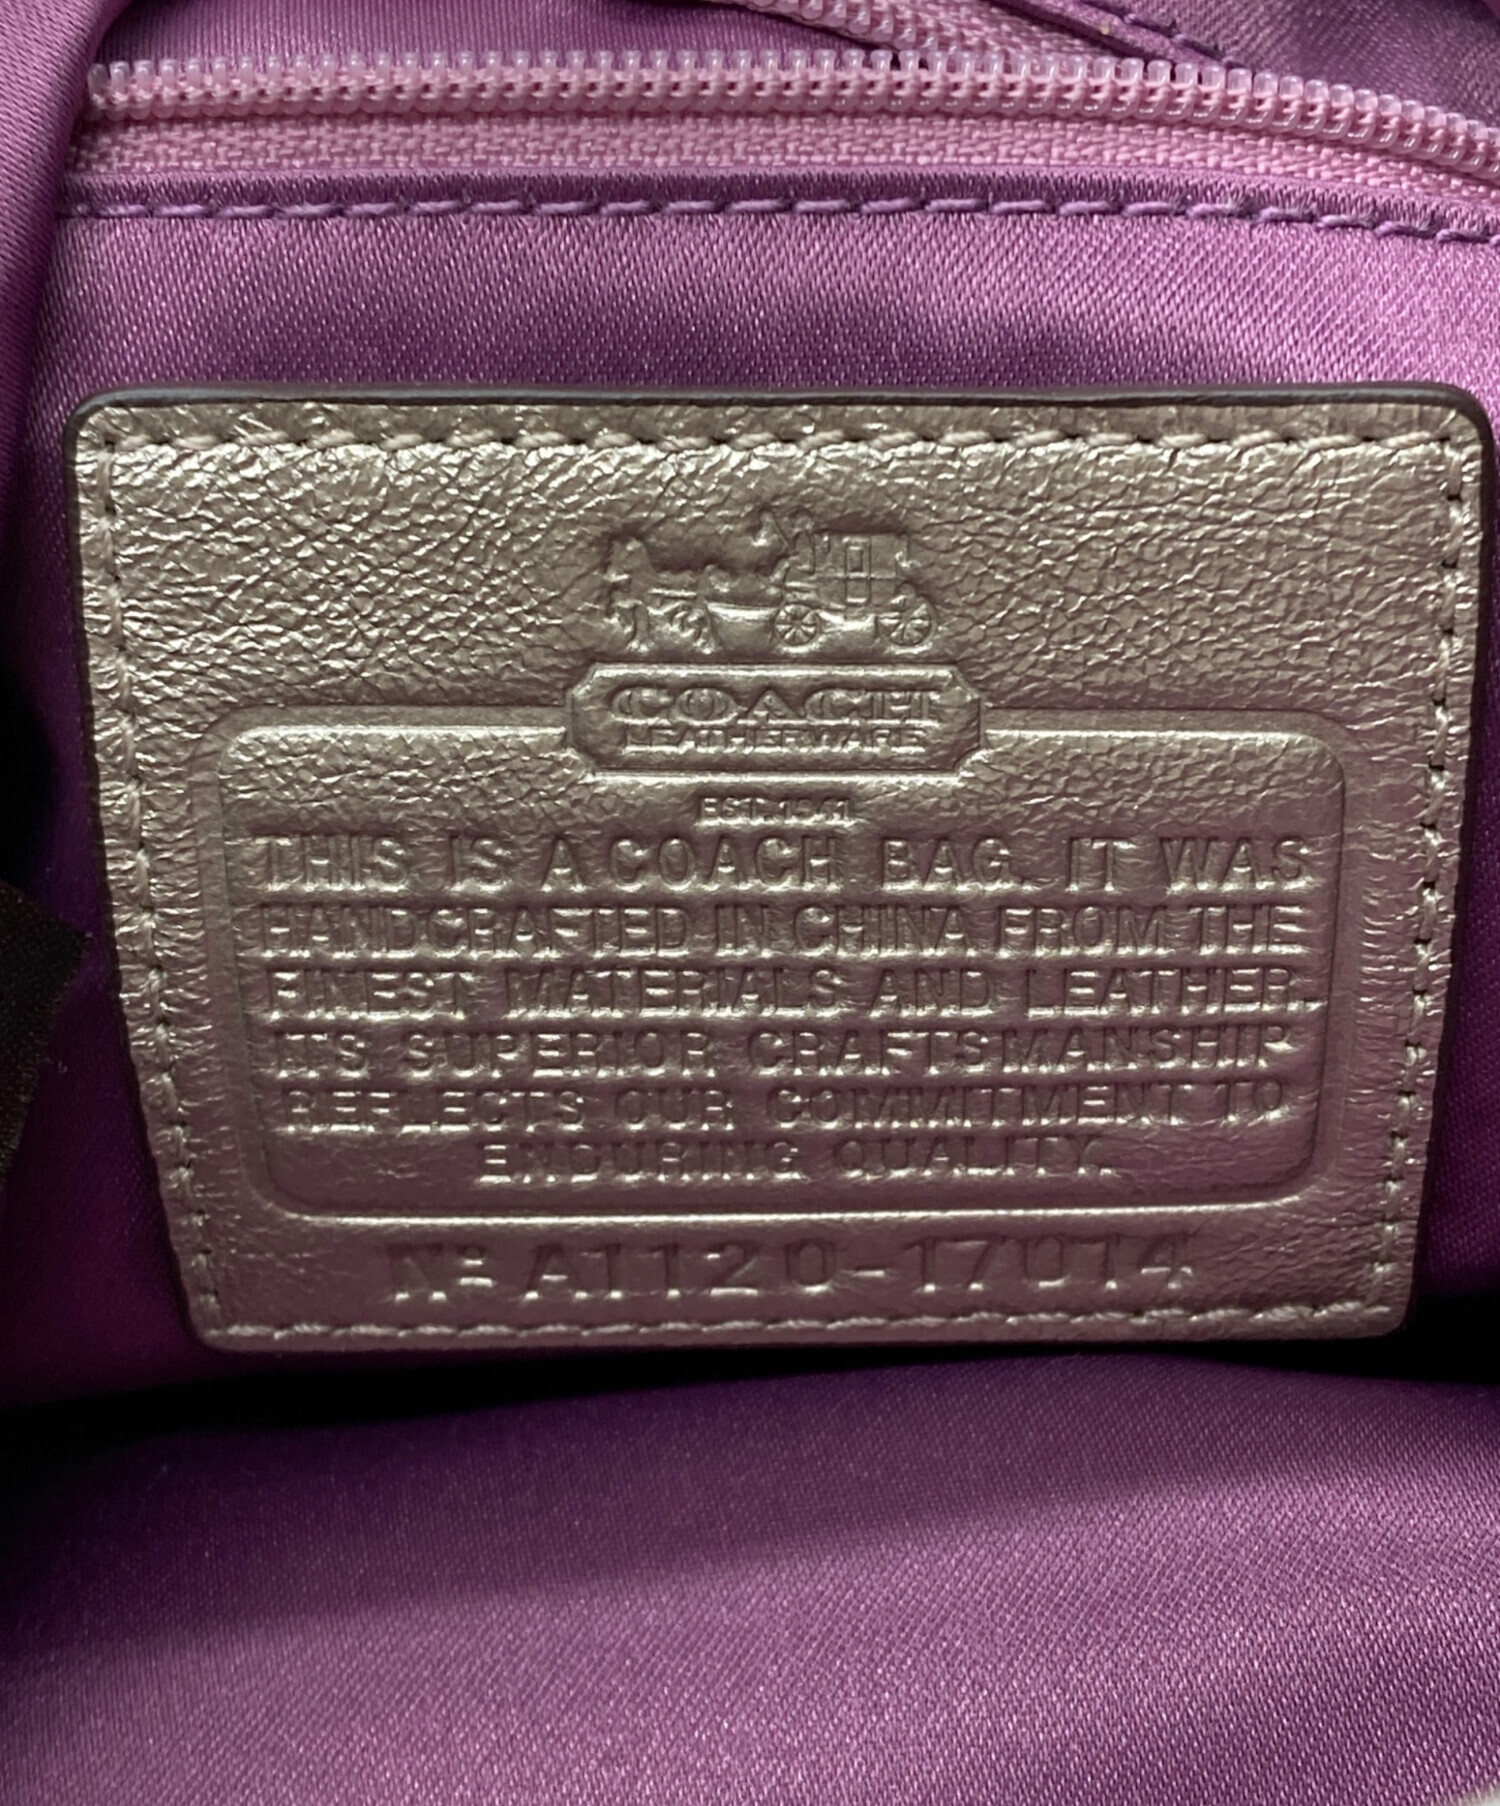 COACH
LEATHERWARE
EST. 1941
THIS IS A COACH BAG. IT WAS
HANDCRAFTED IN CHINA FROM THE
FINEST MATERIALS AND LEATHER.
ITS SUPERIOR CRAFTSMANSHIP
REFLECTS OUR COMMITMENT TO
ENDURING QUALITY.
Nº A1120-17014